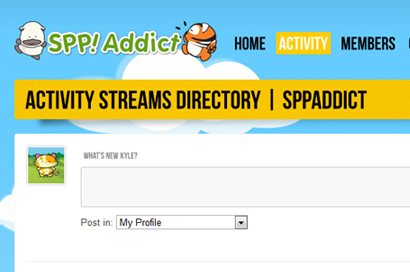 SPP! Addict HOME ACTIVITY MEMBERS
ACTIVITY STREAMS DIRECTORY | SPPADDICT
WHAT'S NEW KYLE?
Post in: My Profile